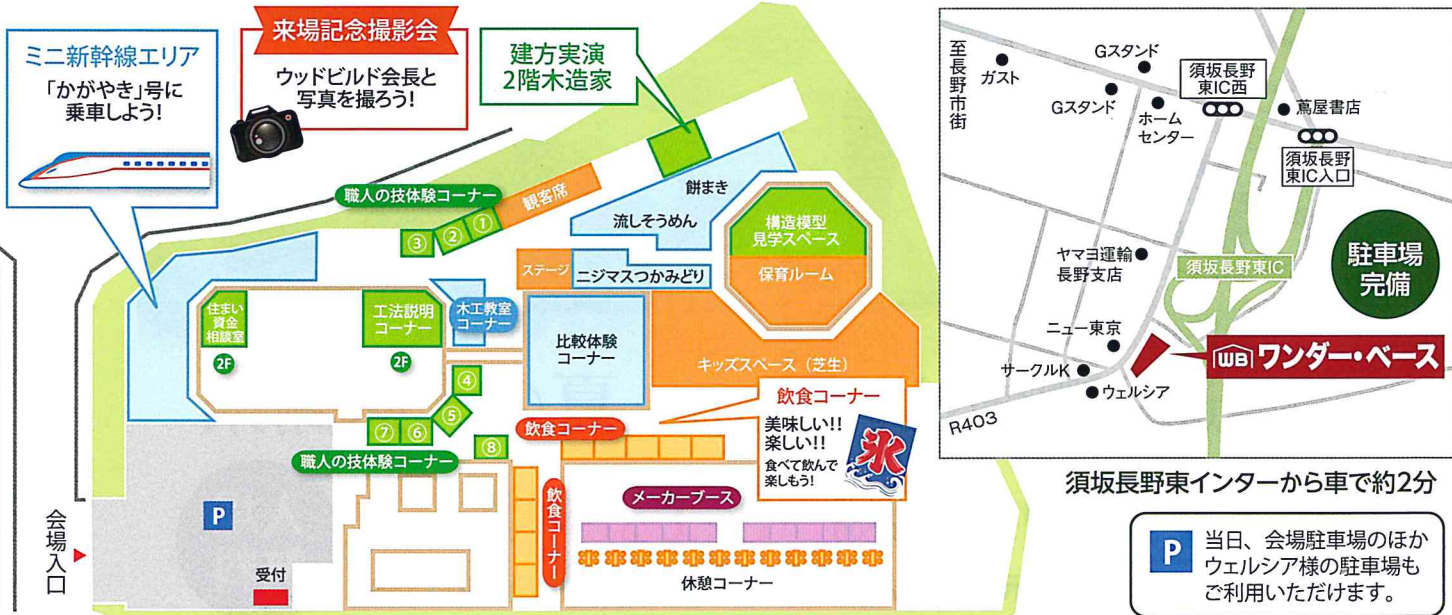 ミニ新幹線エリア
「かがやき」号に
乗車しよう!
来場記念撮影会
ウッドビルド会長と
写真を撮ろう!
建方実演
2階木造家
職人の技体験コーナー
③
②
①
観客席
餅まき
流しそうめん
ステージ
ニジマスつかみどり
構造模型
見学スペース
保育ルーム
住まい
資金
相談室
2F
工法説明
コーナー
2F
木工教室
コーナー
比較体験
コーナー
キッズスペース(芝生)
④
⑤
⑦
⑥
⑧
職人の技体験コーナー
飲食コーナー
飲食コーナー
飲食コーナー
美味しい!!
楽しい!!
食べて飲んで
楽しもう!
氷
メーカーブース
休憩コーナー
P
受付
会場入口
至長野市街
ガスト
Gスタンド
Gスタンド
ホーム
センター
須坂長野
東IC西
蔦屋書店
須坂長野
東IC入口
ヤマヨ運輸
長野支店
須坂長野東IC
駐車場
完備
ニュー東京
サークルK
ウェルシア
WB ワンダー・ベース
R403
須坂長野東インターから車で約2分
P
当日、会場駐車場のほか
ウェルシア様の駐車場も
ご利用いただけます。